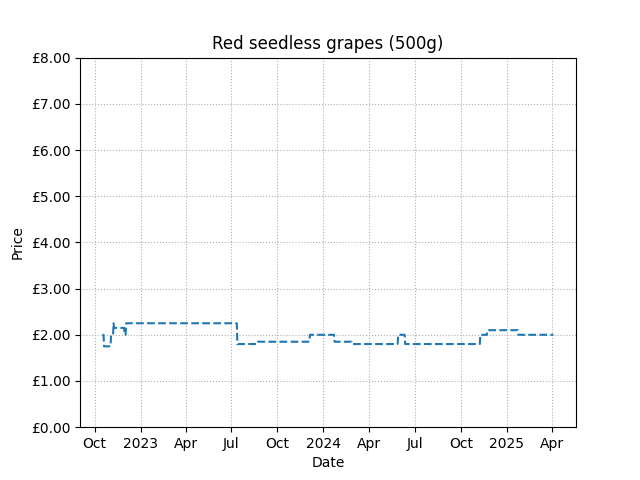 Red seedless grapes (500g)
£8.00
£7.00
£6.00
£5.00
£4.00
£3.00
£2.00
£1.00
£0.00
Price
Oct 2023 Apr Jul Oct 2024 Apr Jul Oct 2025 Apr
Date